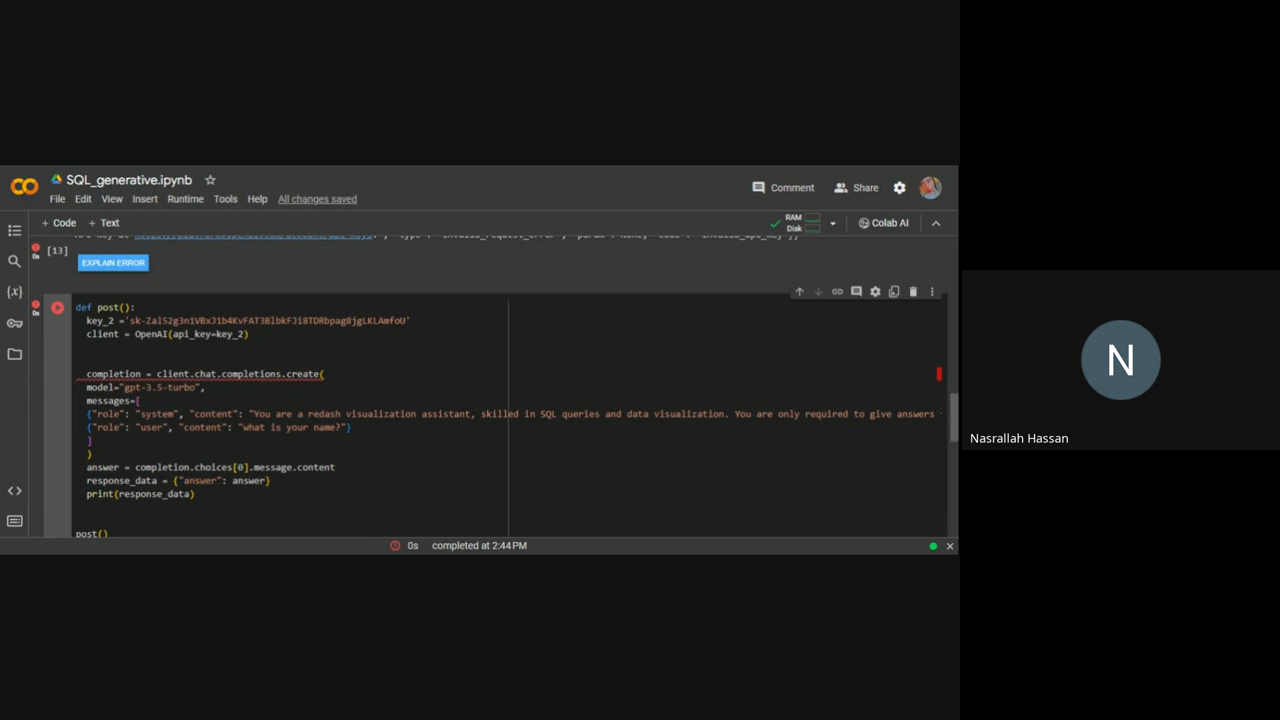 SQL_generative.ipynb
File Edit View Insert Runtime Tools Help All changes saved
Comment Share
+ Code + Text
RAM
Disk
Colab AI
[13]
0s
EXPLAIN ERROR
0s
def post():
client = OpenAI(api_key=key_2)
completion = client.chat.completions.create(
model="gpt-3.5-turbo",
messages=[
{"role": "system", "content": "You are a redash visualization assistant, skilled in SQL queries and data visualization. You are only required to give answers
{"role": "user", "content": "what is your name?"}
]
)
answer = completion.choices[0].message.content
response_data = {"answer": answer}
print(response_data)
post()
0s completed at 2:44 PM
N
Nasrallah Hassan